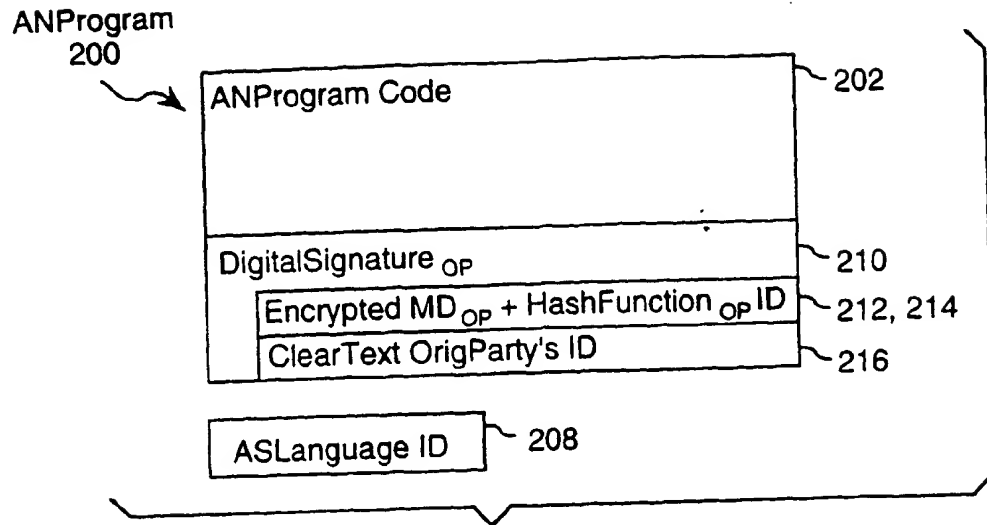 ANProgram
200
ANProgram Code
202
DigitalSignature OP
210
Encrypted MD OP + HashFunction OP ID
212, 214
ClearText OrigParty's ID
216
ASLanguage ID
208